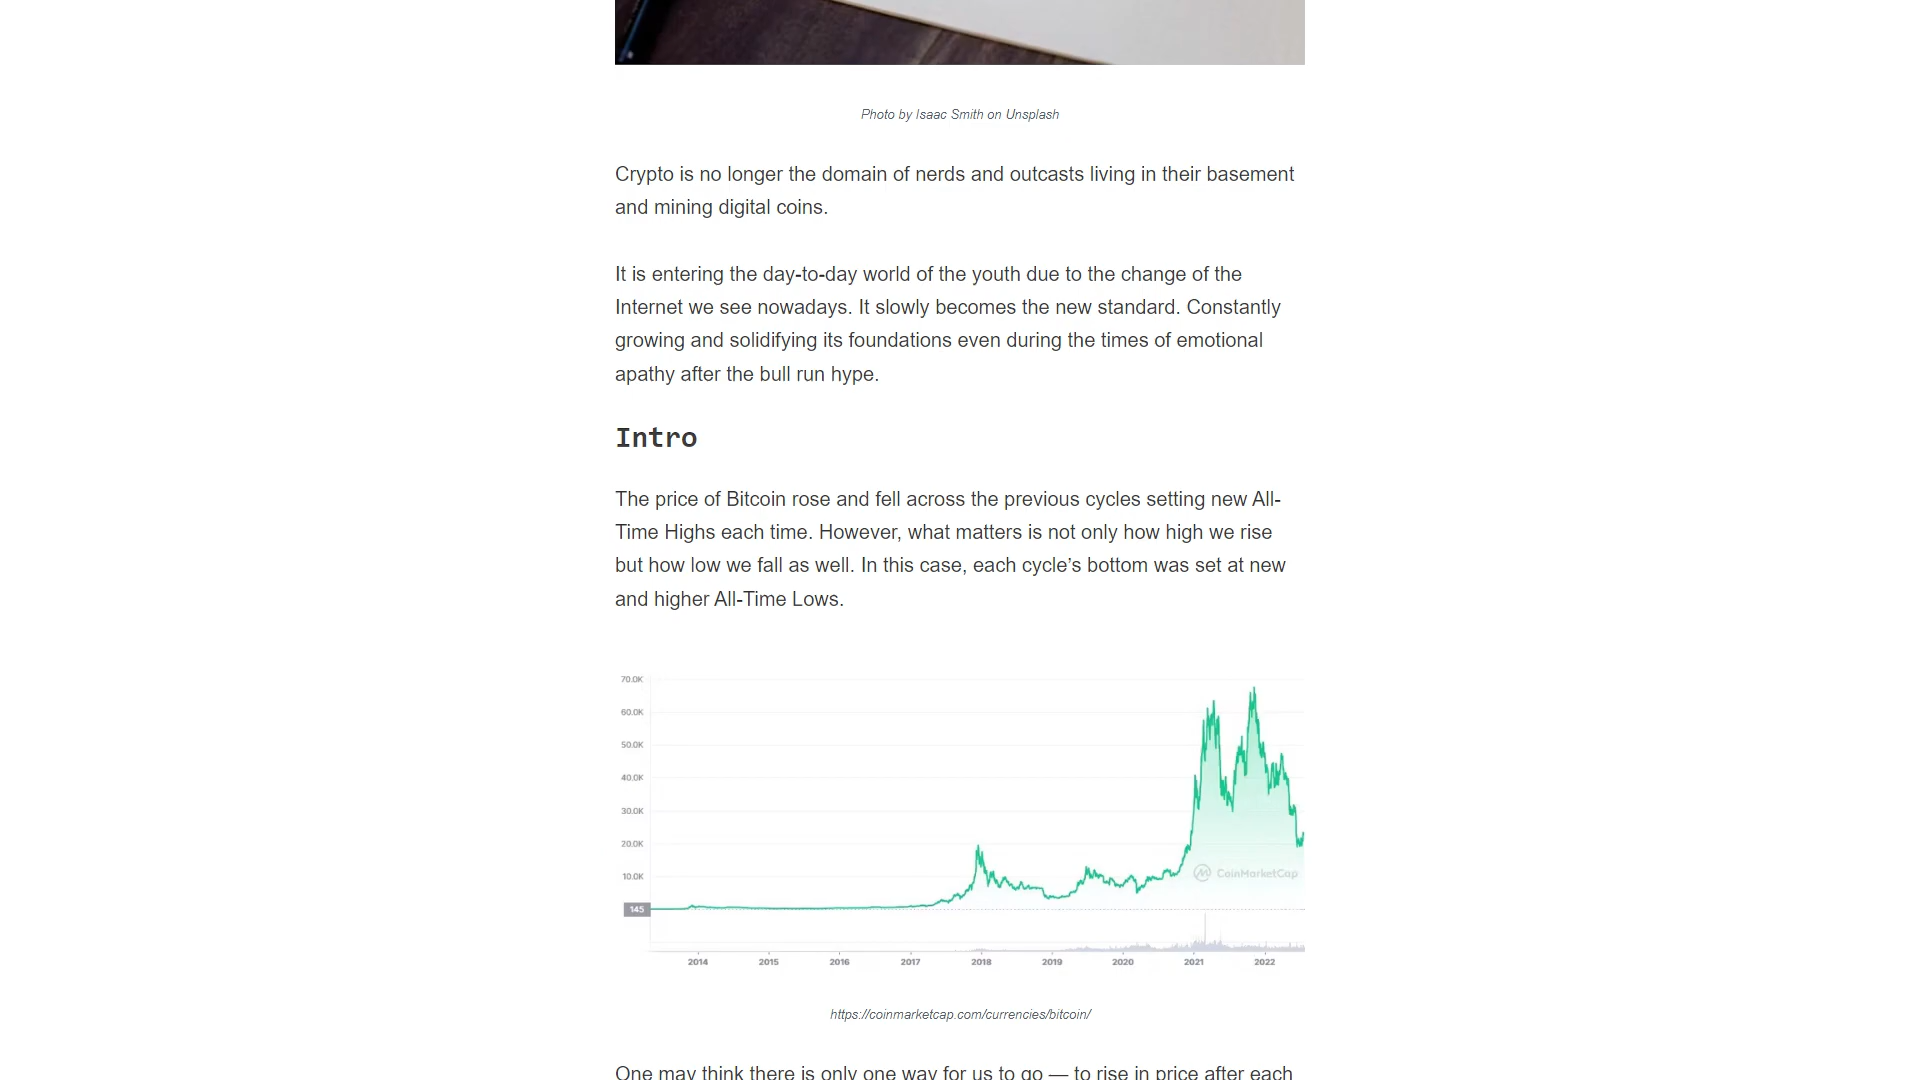 Photo by Isaac Smith on Unsplash
Crypto is no longer the domain of nerds and outcasts living in their basement
and mining digital coins.
It is entering the day-to-day world of the youth due to the change of the
Internet we see nowadays. It slowly becomes the new standard. Constantly
growing and solidifying its foundations even during the times of emotional
apathy after the bull run hype.
Intro
The price of Bitcoin rose and fell across the previous cycles setting new All-
Time Highs each time. However, what matters is not only how high we rise
but how low we fall as well. In this case, each cycle’s bottom was set at new
and higher All-Time Lows.
70.0K
60.0K
50.0K
40.0K
30.0K
20.0K
10.0K
CoinMarketCap
145
2014 2015 2016 2017 2018 2019 2020 2021 2022
https://coinmarketcap.com/currencies/bitcoin/
One may think there is only one way for us to go — to rise in price after each